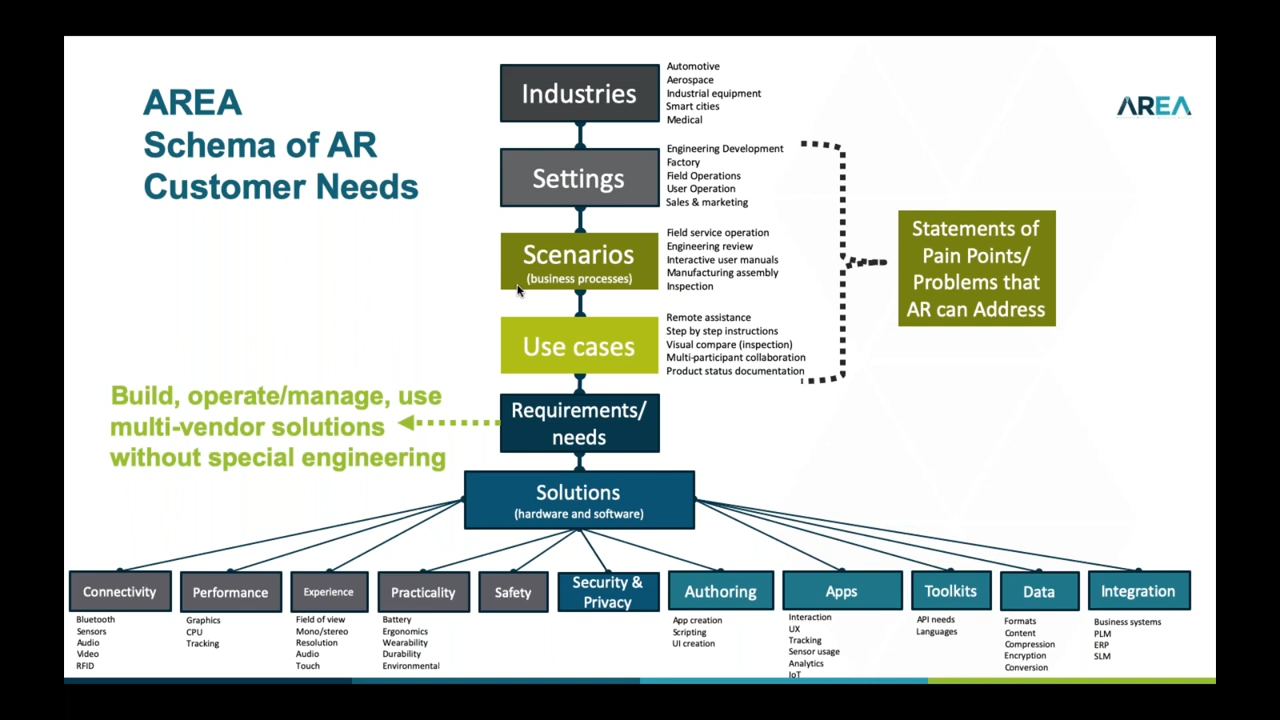 AREA
Schema of AR
Customer Needs
AREA
Industries
Automotive
Aerospace
Industrial equipment
Smart cities
Medical
Settings
Engineering Development
Factory
Field Operations
User Operation
Sales & marketing
Scenarios
(business processes)
Field service operation
Engineering review
Interactive user manuals
Manufacturing assembly
Inspection
Use cases
Remote assistance
Step by step instructions
Visual compare (inspection)
Multi-participant collaboration
Product status documentation
Statements of
Pain Points/
Problems that
AR can Address
Requirements/
needs
Build, operate/manage, use
multi-vendor solutions
without special engineering
Solutions
(hardware and software)
Connectivity
Bluetooth
Sensors
Audio
Video
RFID
Performance
Graphics
CPU
Tracking
Experience
Field of view
Mono/stereo
Resolution
Audio
Touch
Practicality
Battery
Ergonomics
Wearability
Durability
Environmental
Safety
Security &
Privacy
Authoring
App creation
Scripting
UI creation
Apps
Interaction
UX
Tracking
Sensor usage
Analytics
IoT
Toolkits
API needs
Languages
Data
Formats
Content
Compression
Encryption
Conversion
Integration
Business systems
PLM
ERP
SLM